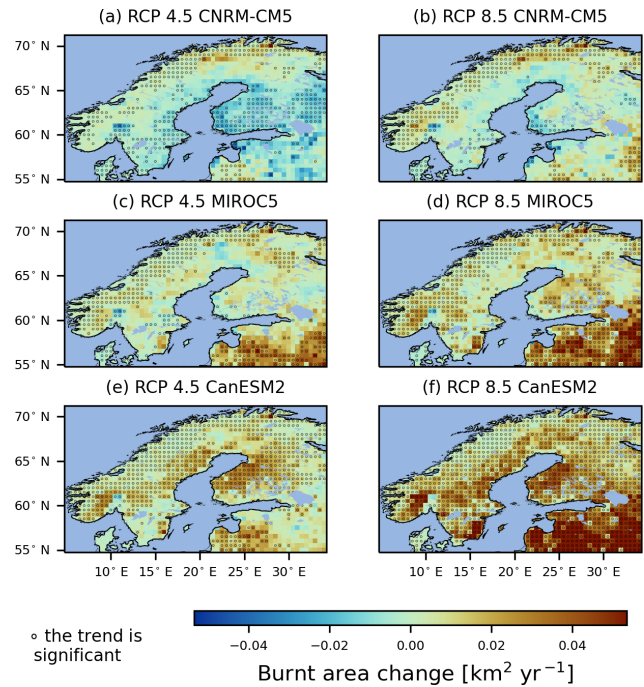 (a) RCP 4.5 CNRM-CM5
(b) RCP 8.5 CNRM-CM5
70° N
65° N
60° N
55° N
(c) RCP 4.5 MIROC5
(d) RCP 8.5 MIROC5
70° N
65° N
60° N
55° N
(e) RCP 4.5 CanESM2
(f) RCP 8.5 CanESM2
70° N
65° N
60° N
55° N
10° E 15° E 20° E 25° E 30° E
10° E 15° E 20° E 25° E 30° E
∘ the trend is
significant
−0.04 −0.02 0.00 0.02 0.04
Burnt area change [km² yr⁻¹]